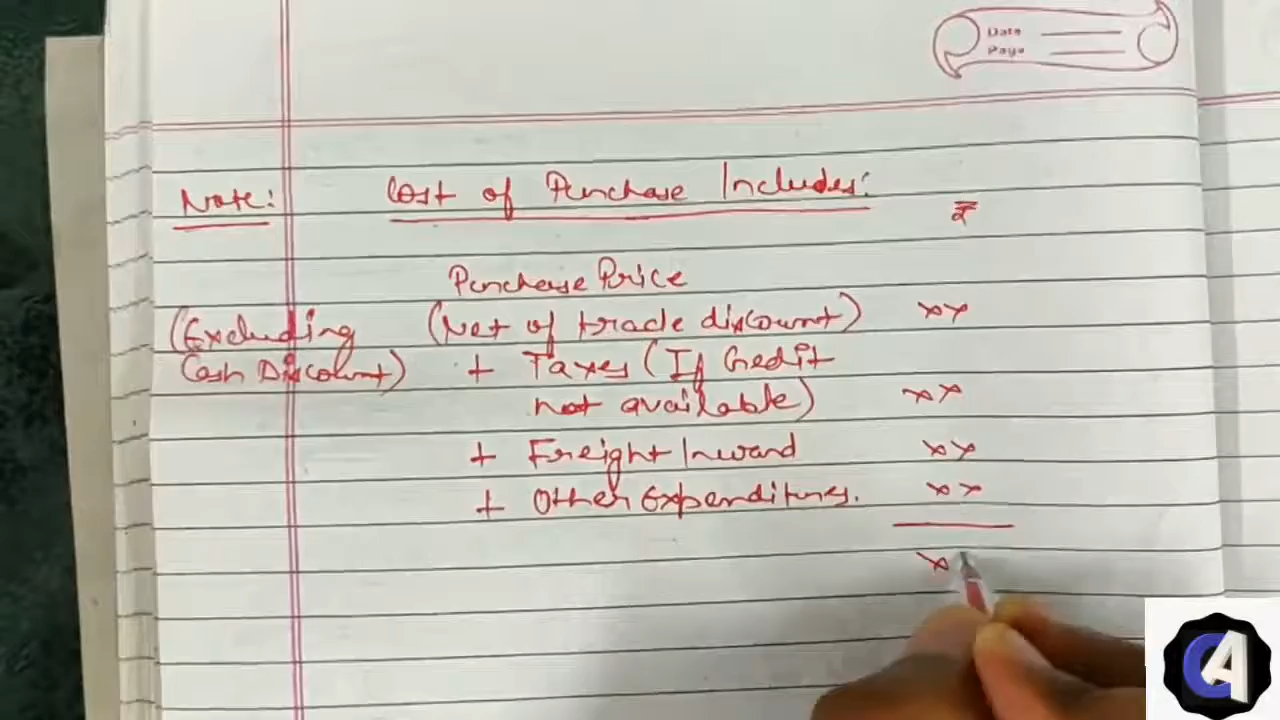 Date
Page
Note: Cost of Purchase Includes:
₹
Purchase Price
(Excluding (Net of trade discount) xx
Cash Discount) + Taxes (If Credit
not available) xx
+ Freight Inward xx
+ Other Expenditures. xx
x
CA